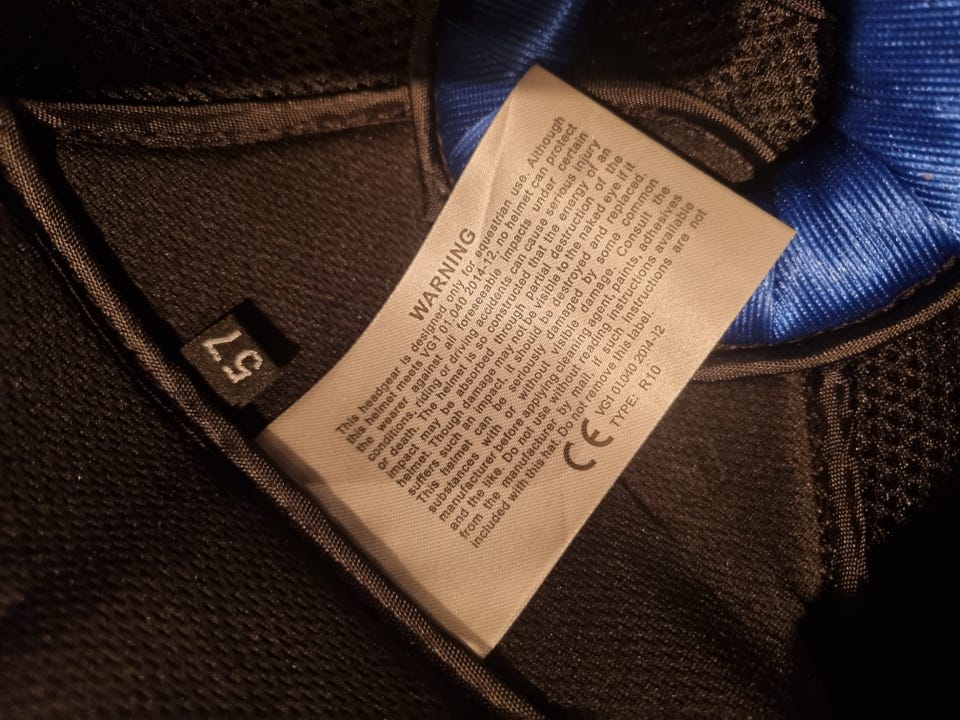 WARNING
This headgear is designed only for equestrian use. Although
this helmet meets VG1 01.040 2014-12, no helmet can protect
the wearer against all foreseeable impacts under certain
conditions, riding or driving accidents can cause serious injury
or death. The helmet is so constructed that the energy of an
impact may be absorbed through partial destruction of the
helmet. Though damage may not be visible to the naked eye if it
suffers such an impact, it should be destroyed and replaced.
This helmet can be seriously damaged by some common
substances with or without visible damage. Consult the
manufacturer before applying cleaning agent, paints, adhesives
and the like. Do not use without reading instructions available
from the manufacturer by mail if such Instructions are not
included with this hat. Do not remove this label.
CE VG1 01.040 2014-12
TYPE: R10
57